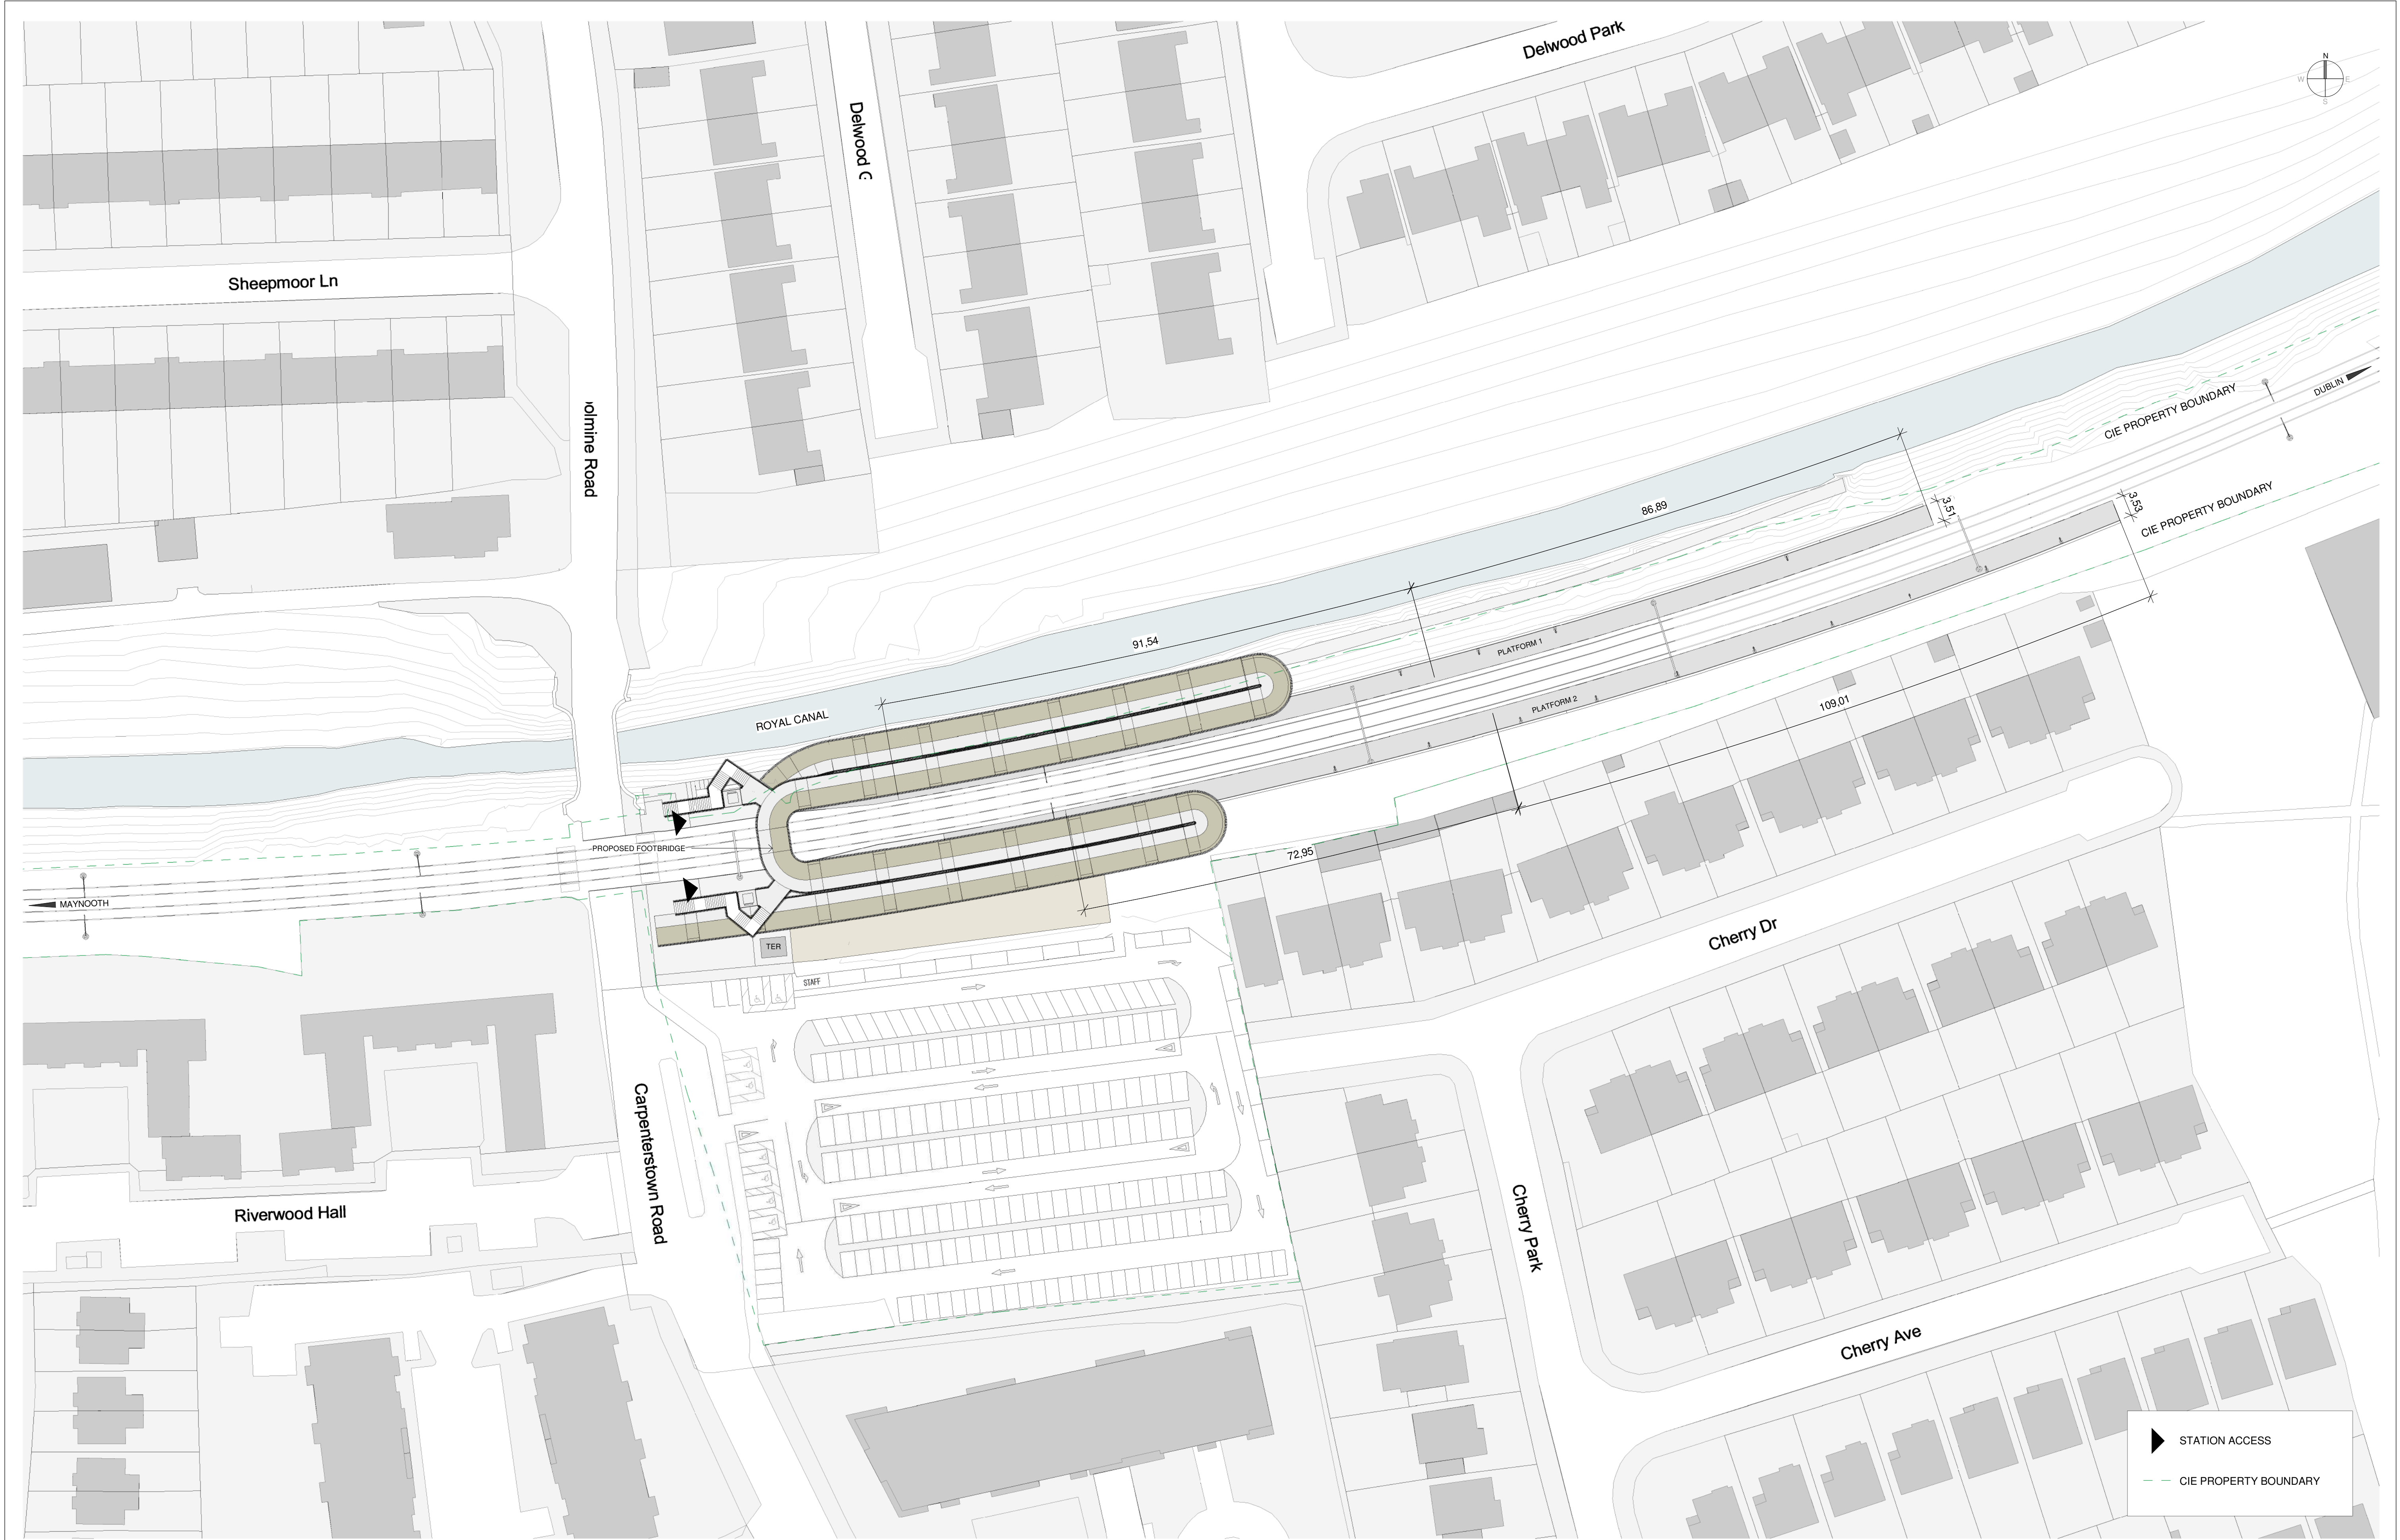 Delwood Park
N
W
E
S
Delwood G
Sheepmoor Ln
olmine Road
DUBLIN
CIE PROPERTY BOUNDARY
CIE PROPERTY BOUNDARY
86,89
3,51
3,53
91,54
PLATFORM 1
PLATFORM 2
109,01
ROYAL CANAL
PROPOSED FOOTBRIDGE
72,95
MAYNOOTH
TER
STAFF
Cherry Dr
Carpenterstown Road
Riverwood Hall
Cherry Park
Cherry Ave
STATION ACCESS
CIE PROPERTY BOUNDARY